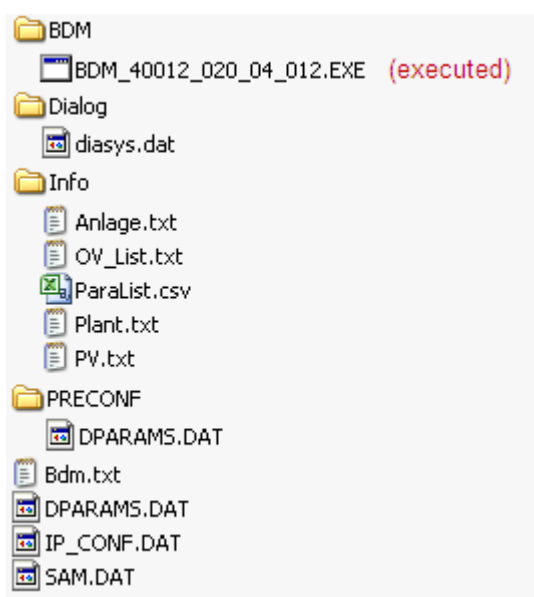 BDM
BDM_40012_020_04_012.EXE (executed)
Dialog
diasys.dat
Info
Anlage.txt
OV_List.txt
ParaList.csv
Plant.txt
PV.txt
PRECONF
DPARAMS.DAT
Bdm.txt
DPARAMS.DAT
IP_CONF.DAT
SAM.DAT